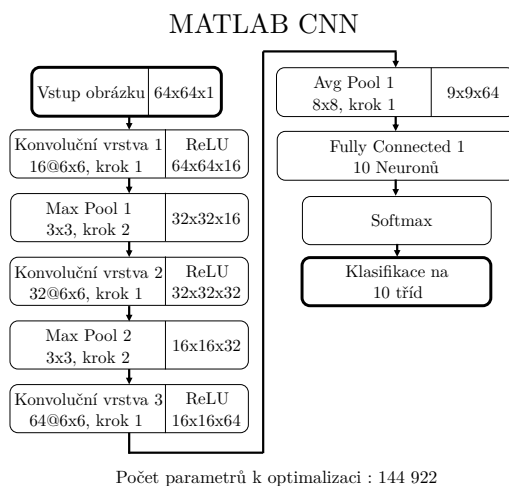 MATLAB CNN
Vstup obrázku 64x64x1
Konvoluční vrstva 1 ReLU
16@6x6, krok 1 64x64x16
Max Pool 1
3x3, krok 2
32x32x16
Konvoluční vrstva 2 ReLU
32@6x6, krok 1 32x32x32
Max Pool 2
3x3, krok 2
16x16x32
Konvoluční vrstva 3 ReLU
64@6x6, krok 1 16x16x64
Avg Pool 1
8x8, krok 1
9x9x64
Fully Connected 1
10 Neuronů
Softmax
Klasifikace na
10 tříd
Počet parametrů k optimalizaci : 144 922